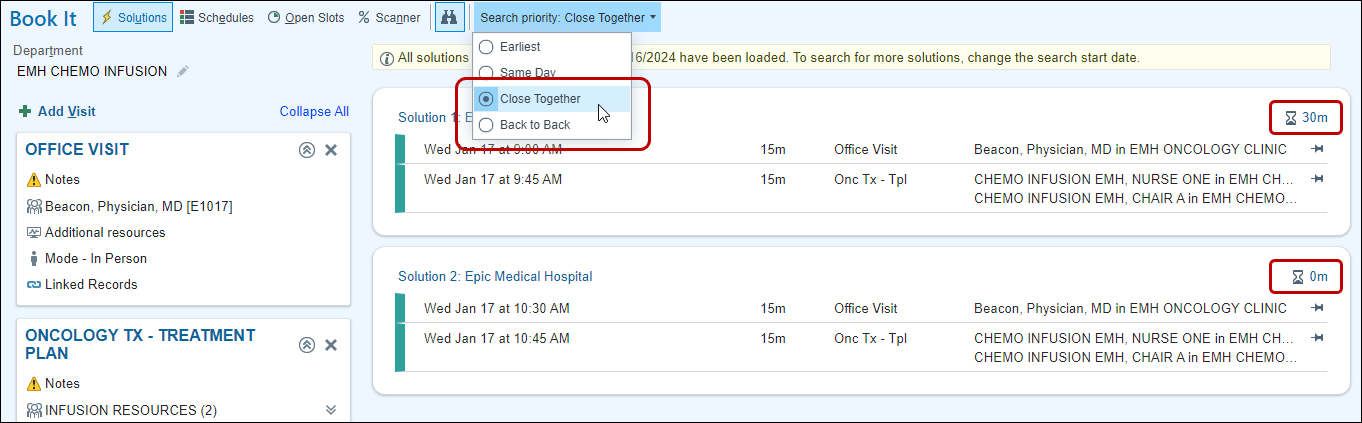 Book It
Solutions
Schedules
Open Slots
Scanner
Search priority: Close Together
Earliest
Same Day
Close Together
Back to Back
Department
EMH CHEMO INFUSION
Add Visit
Collapse All
OFFICE VISIT
Notes
Beacon, Physician, MD [E1017]
Additional resources
Mode - In Person
Linked Records
ONCOLOGY TX - TREATMENT
PLAN
Notes
INFUSION RESOURCES (2)
All solutions 16/2024 have been loaded. To search for more solutions, change the search start date.
Solution 1: E 30m
Wed Jan 17 at 9:00 AM 15m Office Visit Beacon, Physician, MD in EMH ONCOLOGY CLINIC
Wed Jan 17 at 9:45 AM 15m Onc Tx - Tpl CHEMO INFUSION EMH, NURSE ONE in EMH CH...
CHEMO INFUSION EMH, CHAIR A in EMH CHEMO...
Solution 2: Epic Medical Hospital 0m
Wed Jan 17 at 10:30 AM 15m Office Visit Beacon, Physician, MD in EMH ONCOLOGY CLINIC
Wed Jan 17 at 10:45 AM 15m Onc Tx - Tpl CHEMO INFUSION EMH, NURSE ONE in EMH CH...
CHEMO INFUSION EMH, CHAIR A in EMH CHEMO...